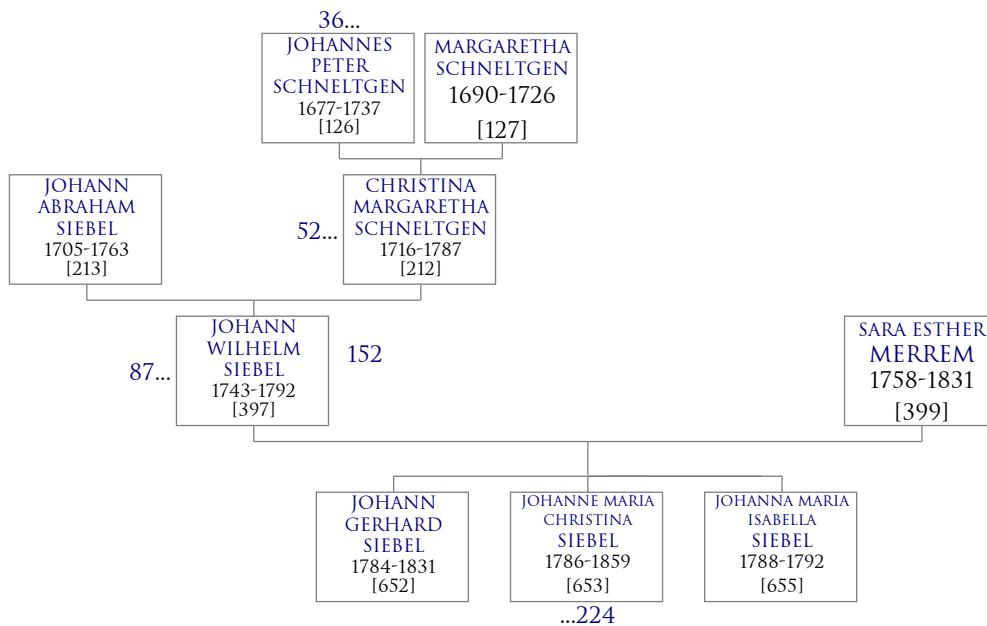 36...
JOHANNES
PETER
SCHNELTGEN
1677-1737
[126]
MARGARETHA
SCHNELTGEN
1690-1726
[127]
JOHANN
ABRAHAM
SIEBEL
1705-1763
[213]
52...
CHRISTINA
MARGARETHA
SCHNELTGEN
1716-1787
[212]
87...
JOHANN
WILHELM
SIEBEL
1743-1792
[397]
152
SARA ESTHER
MERREM
1758-1831
[399]
JOHANN
GERHARD
SIEBEL
1784-1831
[652]
JOHANNE MARIA
CHRISTINA
SIEBEL
1786-1859
[653]
JOHANNA MARIA
ISABELLA
SIEBEL
1788-1792
[655]
...224